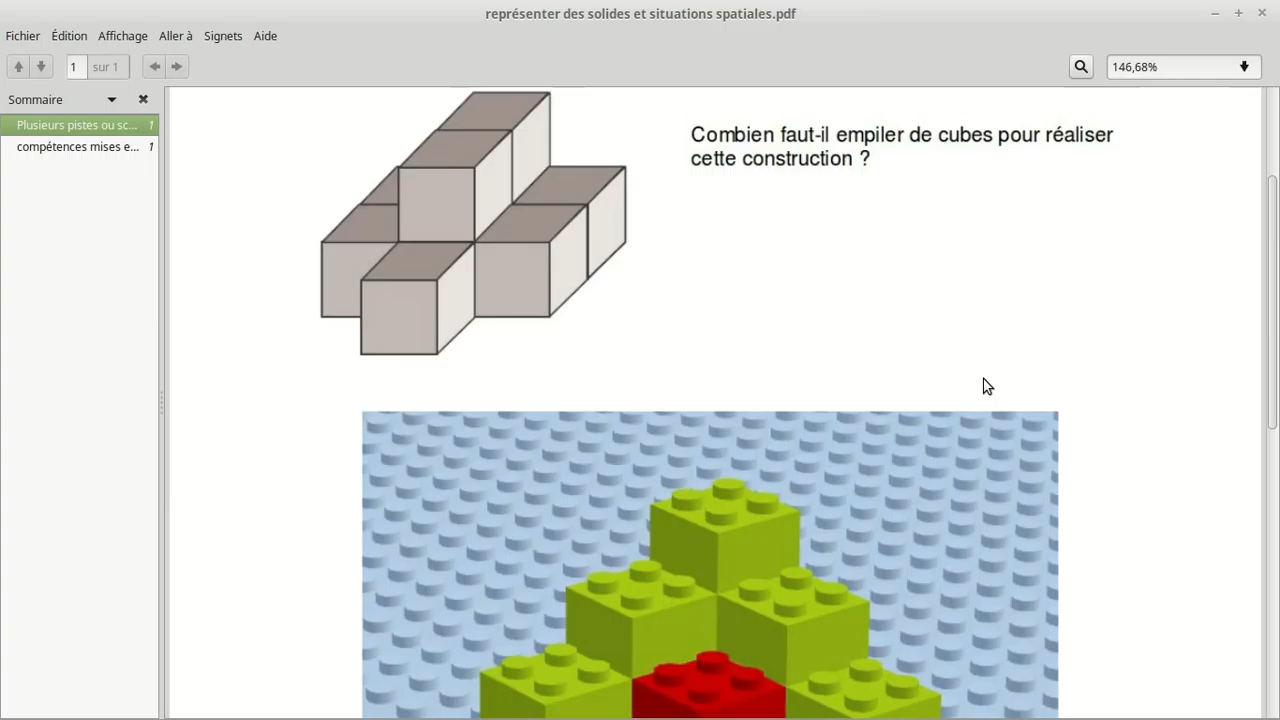 représenter des solides et situations spatiales.pdf
Fichier Édition Affichage Aller à Signets Aide
1 sur 1 146,68%
Sommaire
Plusieurs pistes ou sc... 1
compétences mises e... 1
Combien faut-il empiler de cubes pour réaliser
cette construction ?